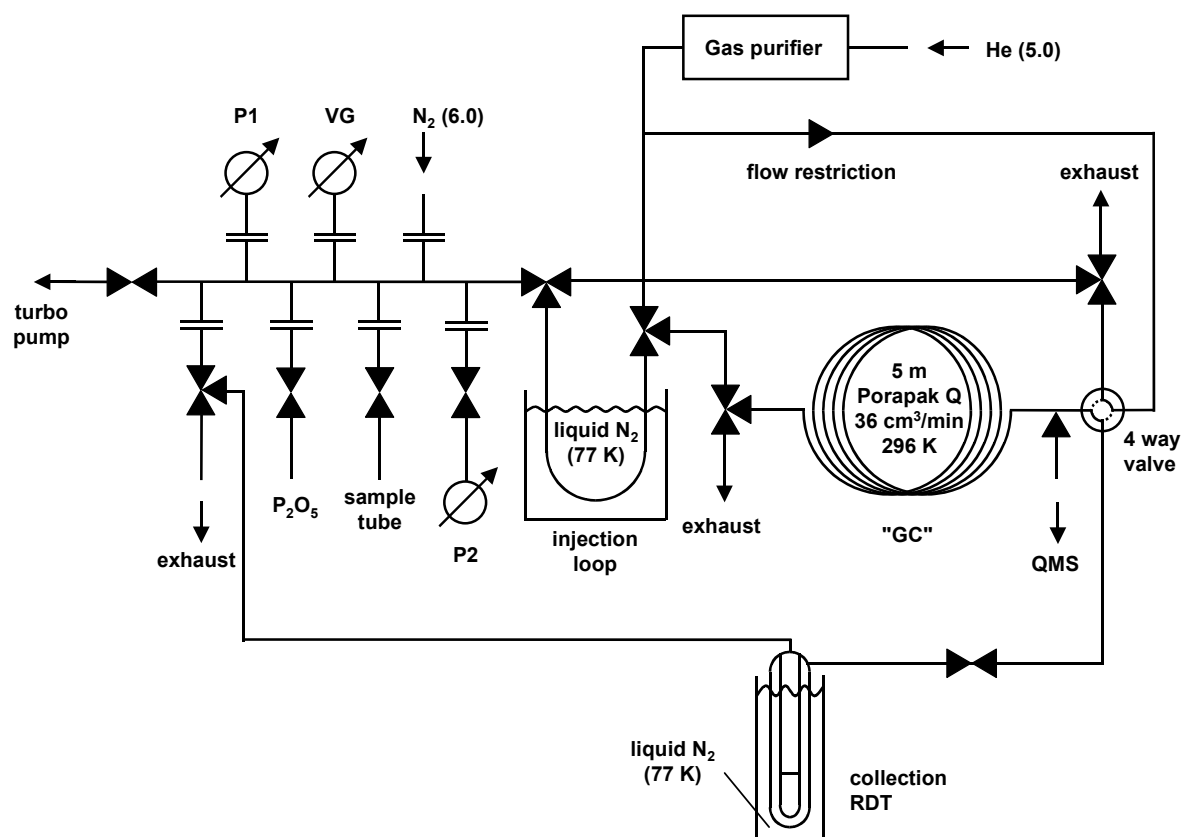 Gas purifier
He (5.0)
P1
VG
N₂ (6.0)
flow restriction
exhaust
turbo
pump
5 m
Porapak Q
36 cm³/min
296 K
liquid N₂
(77 K)
4 way
valve
P₂O₅
sample
tube
exhaust
"GC"
exhaust
P2
injection
loop
QMS
liquid N₂
(77 K)
collection
RDT